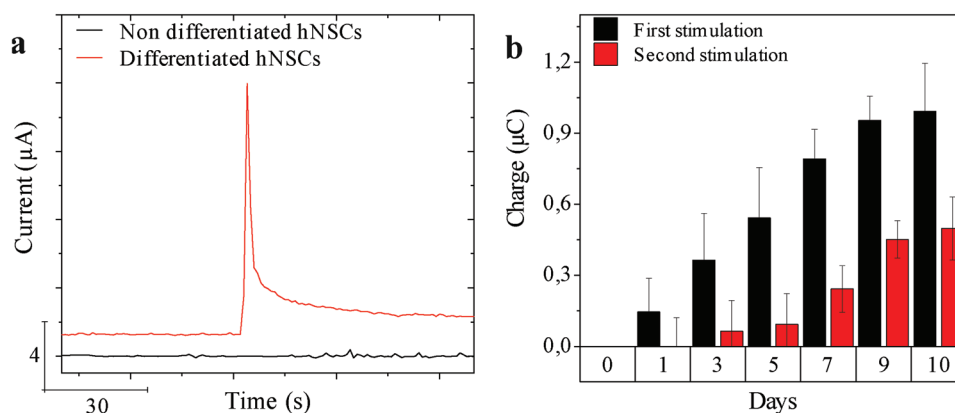 a
Non differentiated hNSCs
Differentiated hNSCs
Current (µA)
4
30
Time (s)
b
First stimulation
Second stimulation
Charge (µC)
1,2
0,9
0,6
0,3
0,0
0 1 3 5 7 9 10
Days